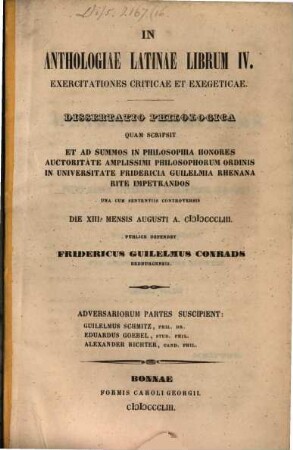 Diss. 767 (16
IN
ANTHOLOGIAE LATINAE LIBRUM IV.
EXERCITATIONES CRITICAE ET EXEGETICAE.
DISSERTATIO PHILOLOGICA
QUAM SCRIPSIT
ET AD SUMMOS IN PHILOSOPHIA HONORES
AUCTORITATE AMPLISSIMI PHILOSOPHORUM ORDINIS
IN UNIVERSITATE FRIDERICIA GUILELMIA RHENANA
RITE IMPETRANDOS
UNA CUM SENTENTIIS CONTROVERSIS
DIE XIII. MENSIS AUGUSTI A. CIƆIƆCCCLIII.
PUBLICE DEFENDET
FRIDERICUS GUILELMUS CONRADS
ADVERSARIORUM PARTES SUSCIPIENT:
GUILELMUS SCHMITZ, PHIL. DR.
EDUARDUS GOEBEL, STUD. PHIL.
ALEXANDER RICHTER, CAND. PHIL.
BONNAE
FORMIS CAROLI GEORGII.
CIƆIƆCCCLIII.